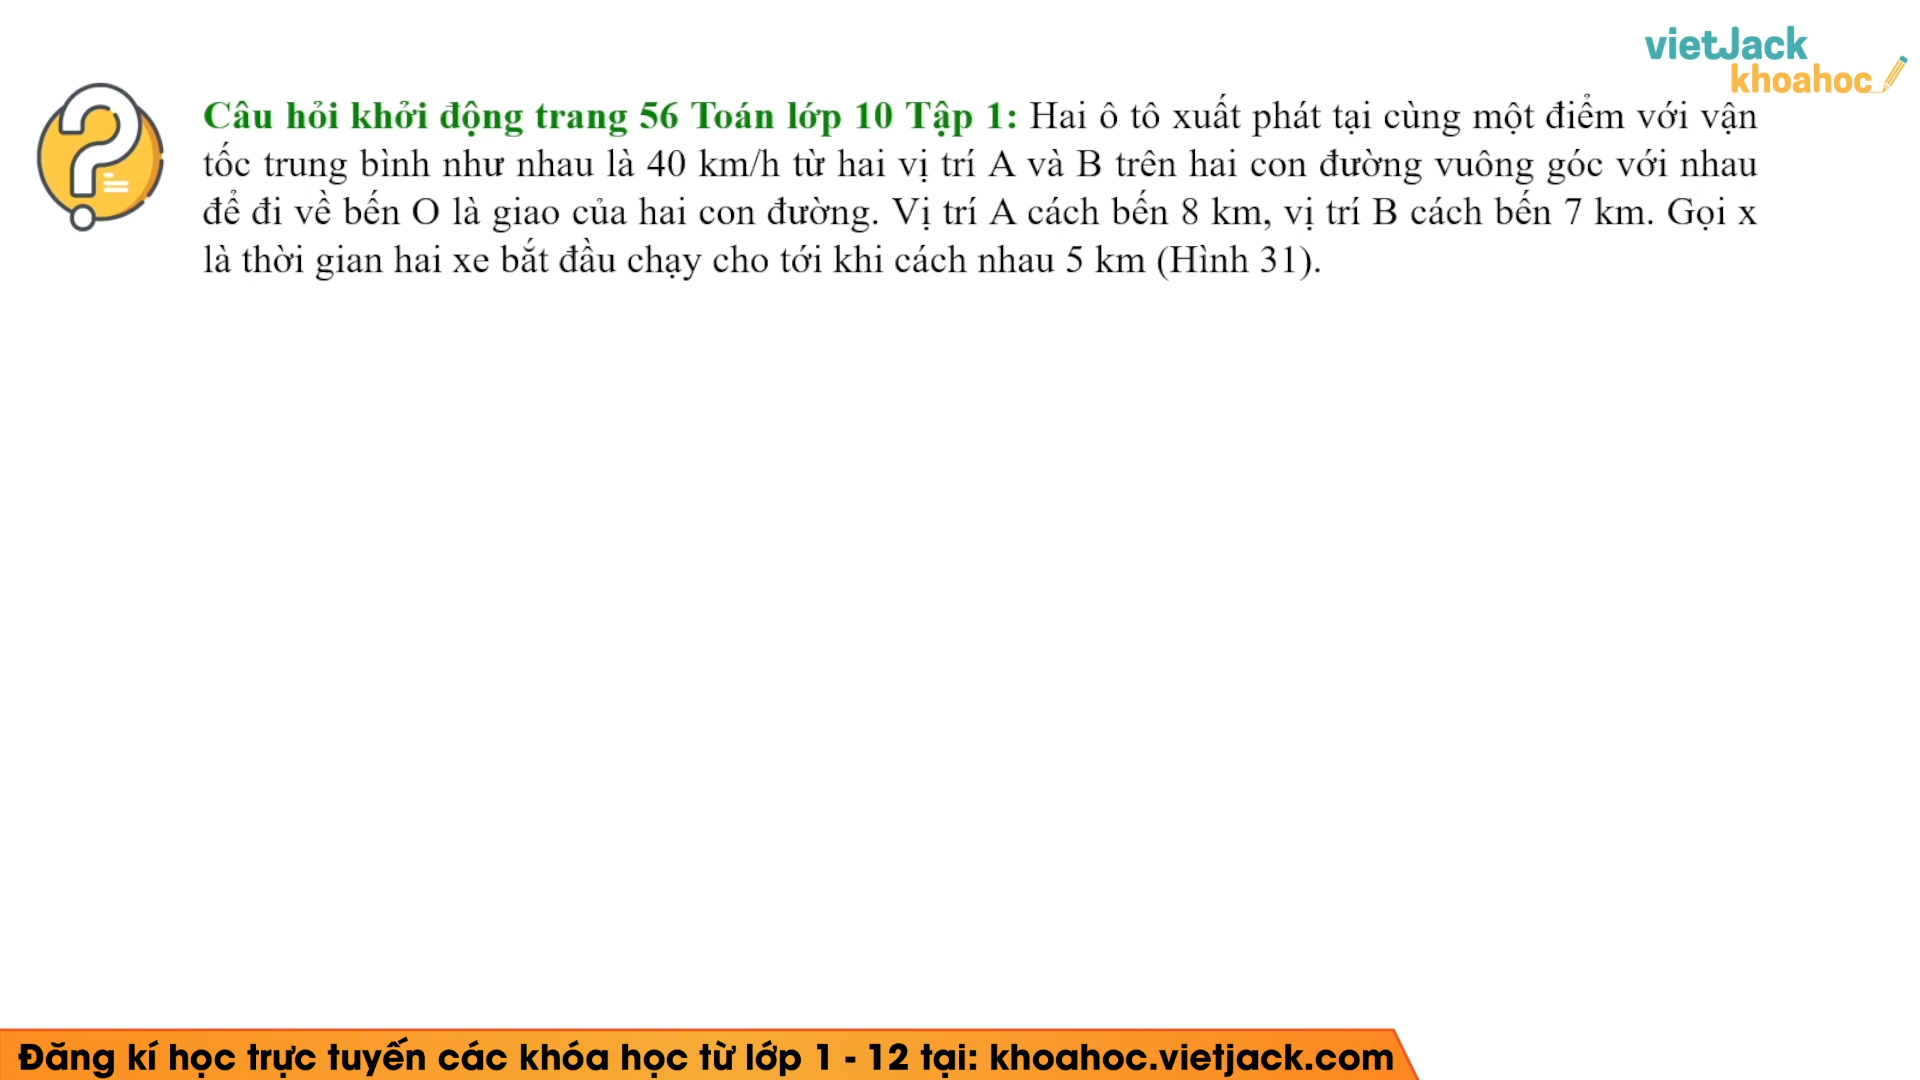 vietJack
khoahoc
Câu hỏi khởi động trang 56 Toán lớp 10 Tập 1: Hai ô tô xuất phát tại cùng một điểm với vận
tốc trung bình như nhau là 40 km/h từ hai vị trí A và B trên hai con đường vuông góc với nhau
để đi về bến O là giao của hai con đường. Vị trí A cách bến 8 km, vị trí B cách bến 7 km. Gọi x
là thời gian hai xe bắt đầu chạy cho tới khi cách nhau 5 km (Hình 31).
Đăng kí học trực tuyến các khóa học từ lớp 1 - 12 tại: khoahoc.vietjack.com